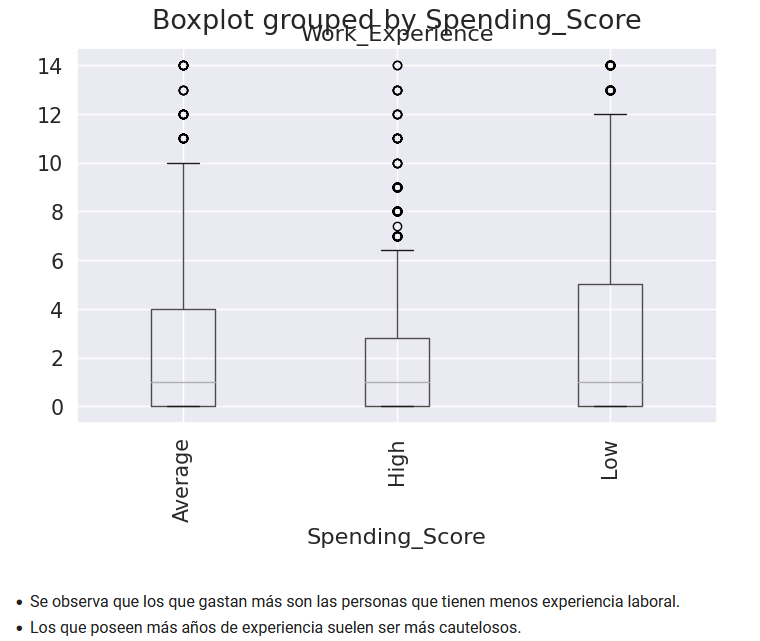 Boxplot grouped by Spending_Score
Work_Experience
14
12
10
8
6
4
2
0
Average
High
Low
Spending_Score
• Se observa que los que gastan más son las personas que tienen menos experiencia laboral.
• Los que poseen más años de experiencia suelen ser más cautelosos.